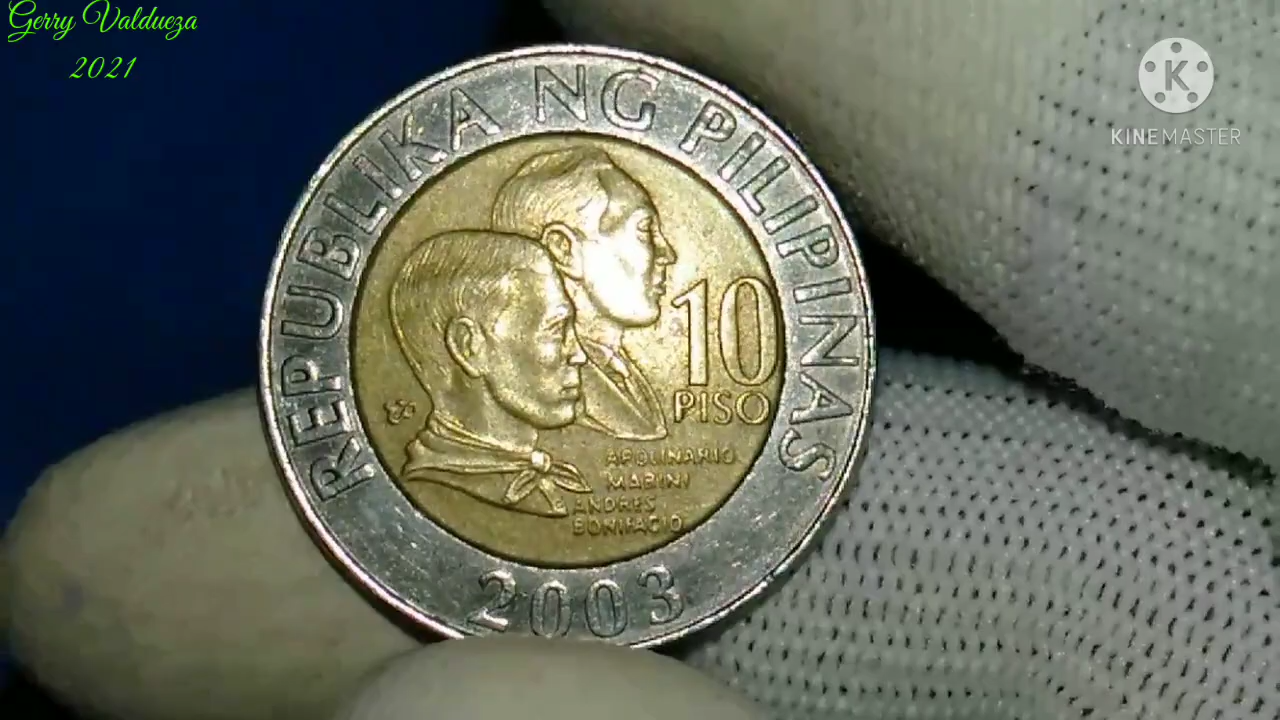 Gerry Valdueza
2021
K
KINEMASTER
REPUBLIKA NG PILIPINAS
10
PISO
APOLINARIO
MABINI
ANDRES
BONIFACIO
2003